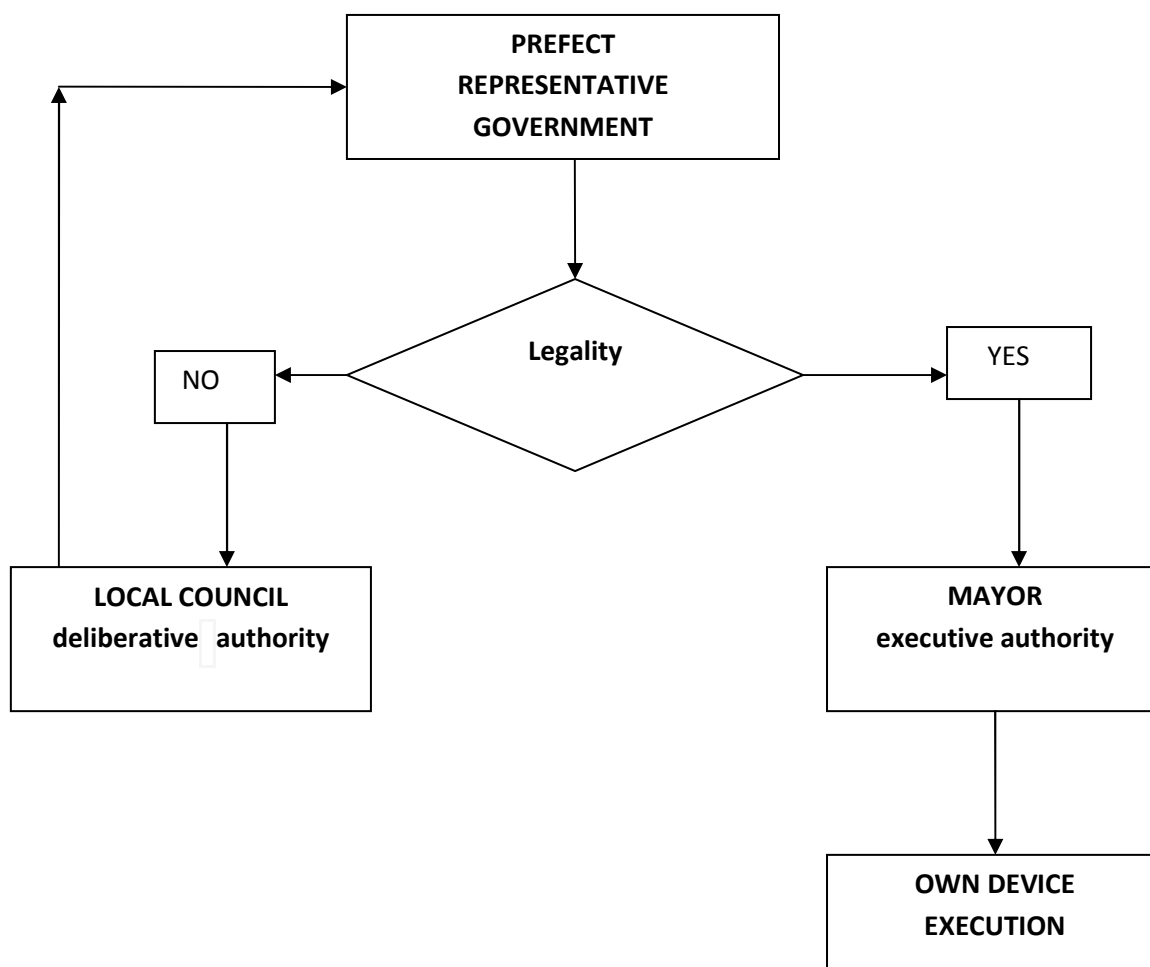 PREFECT
REPRESENTATIVE
GOVERNMENT
Legality
NO
YES
LOCAL COUNCIL
deliberative authority
MAYOR
executive authority
OWN DEVICE
EXECUTION